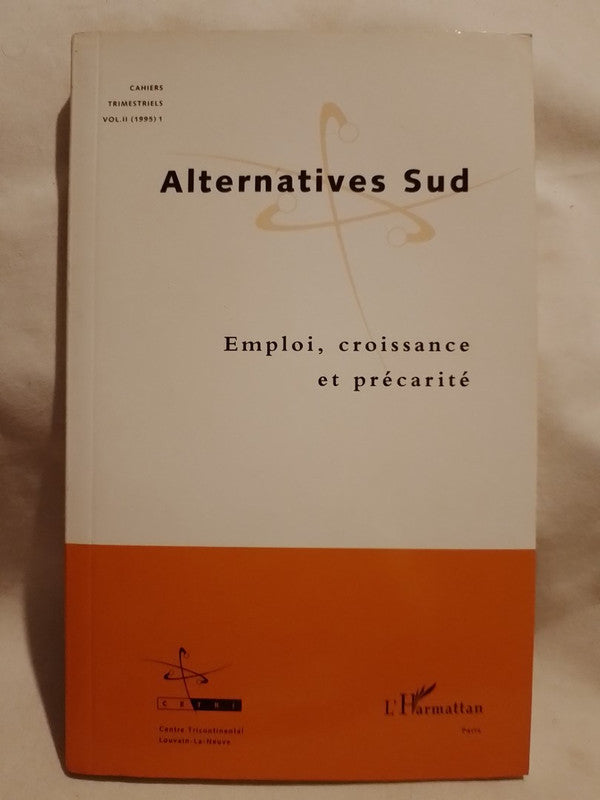 CAHIERS
TRIMESTRIELS
VOL.II (1995) 1
Alternatives Sud
Emploi, croissance
et précarité
CETRI
Centre Tricontinental
Louvain-La-Neuve
L'Harmattan
Paris